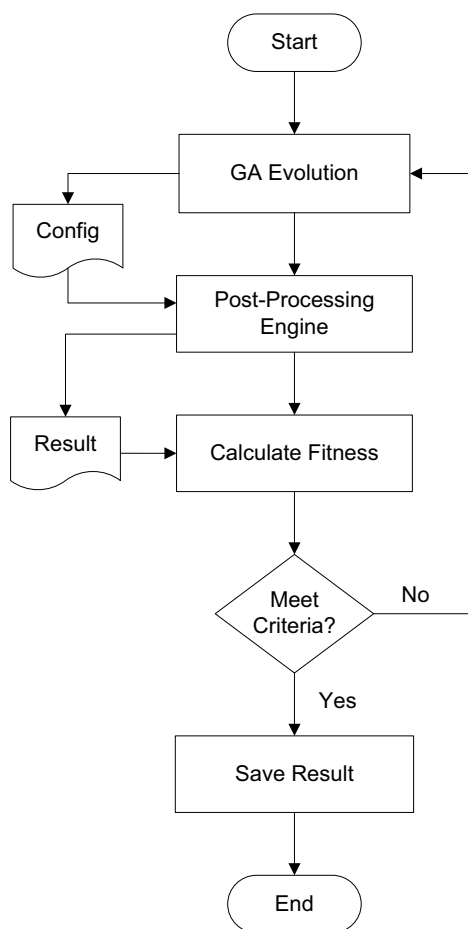 Start
GA Evolution
Config
Post-Processing
Engine
Result
Calculate Fitness
Meet
Criteria?
No
Yes
Save Result
End